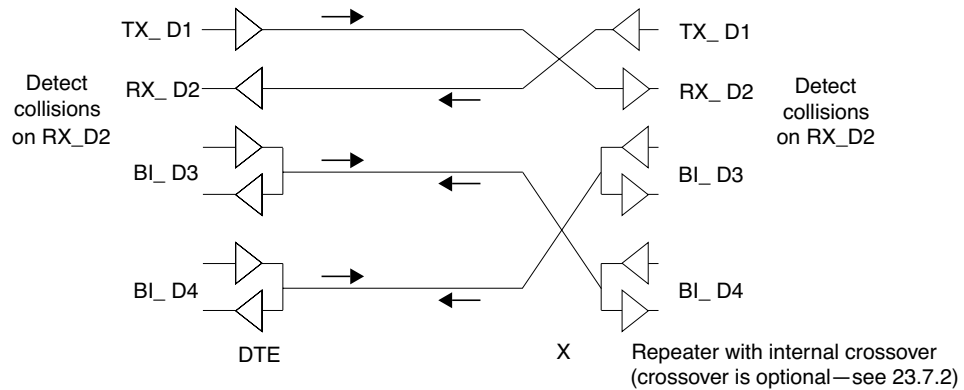 TX_ D1
TX_ D1
Detect
collisions
on RX_D2
RX_ D2
RX_ D2
Detect
collisions
on RX_D2
BI_ D3
BI_ D3
BI_ D4
BI_ D4
DTE
X
Repeater with internal crossover
(crossover is optional—see 23.7.2)